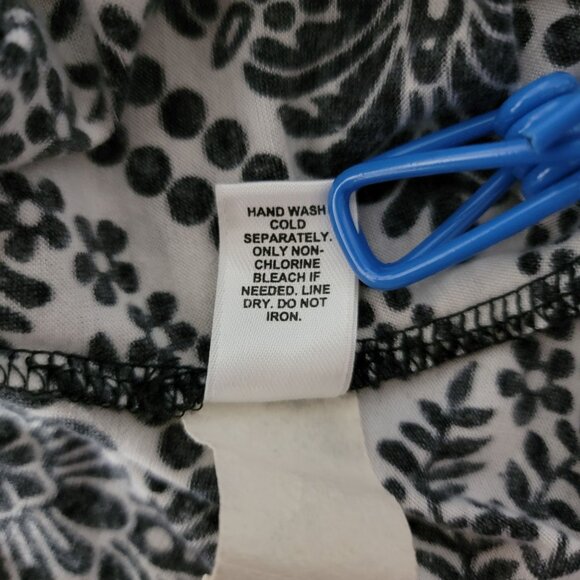 HAND WASH
COLD
SEPARATELY.
ONLY NON-
CHLORINE
BLEACH IF
NEEDED. LINE
DRY. DO NOT
IRON.